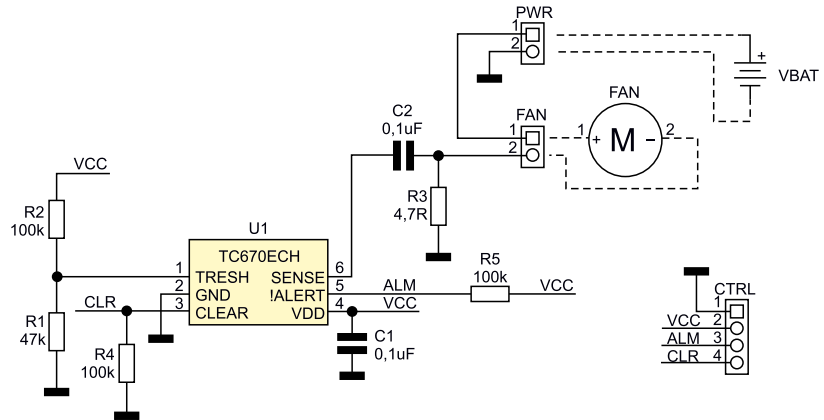 PWR
1
2
+
VBAT
FAN
FAN
1
2
1
+ M -
2
C2
0,1uF
R3
4,7R
VCC
R2
100k
U1
TC670ECH
1
TRESH
SENSE
6
2
GND
!ALERT
5
3
CLEAR
VDD
4
CLR
ALM
VCC
R5
100k
VCC
R1
47k
R4
100k
C1
0,1uF
CTRL
1
VCC 2
ALM 3
CLR 4